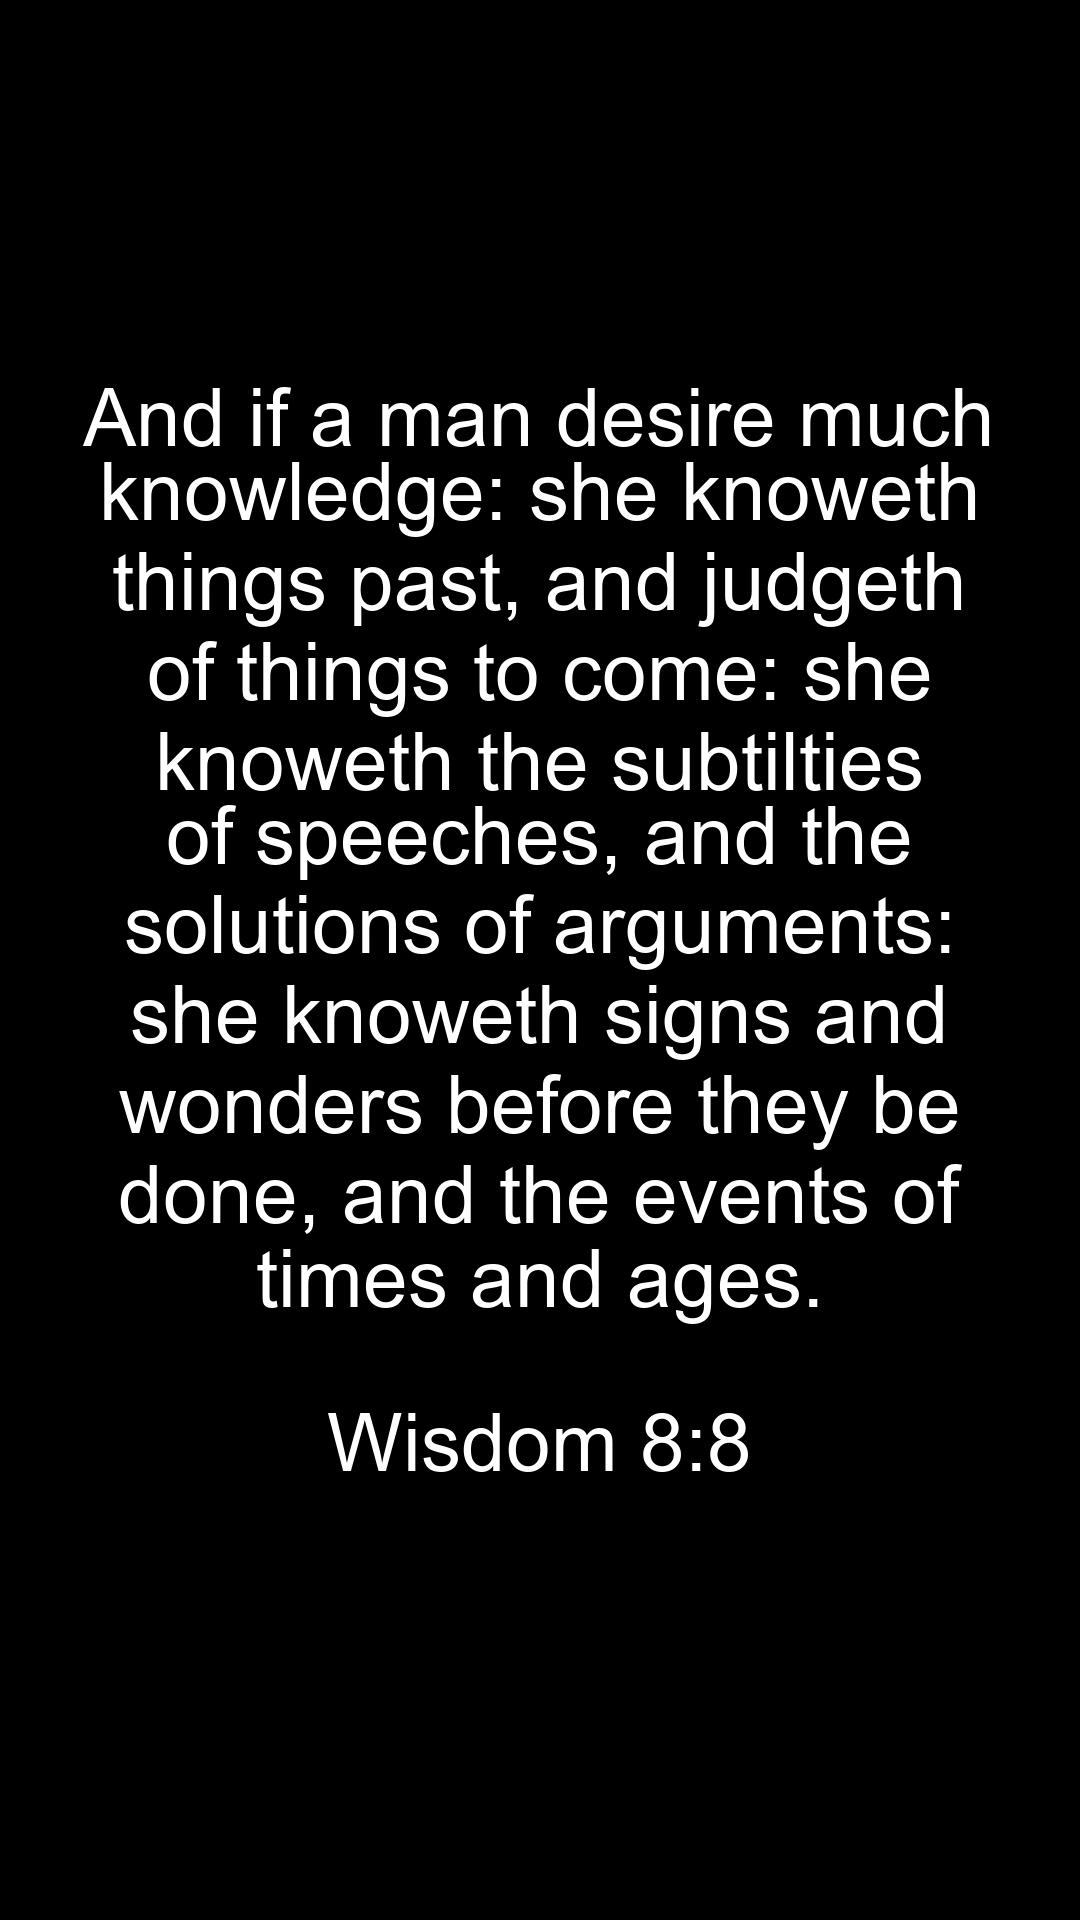 And if a man desire much
knowledge: she knoweth
things past, and judgeth
of things to come: she
knoweth the subtilties
of speeches, and the
solutions of arguments:
she knoweth signs and
wonders before they be
done, and the events of
times and ages.
Wisdom 8:8